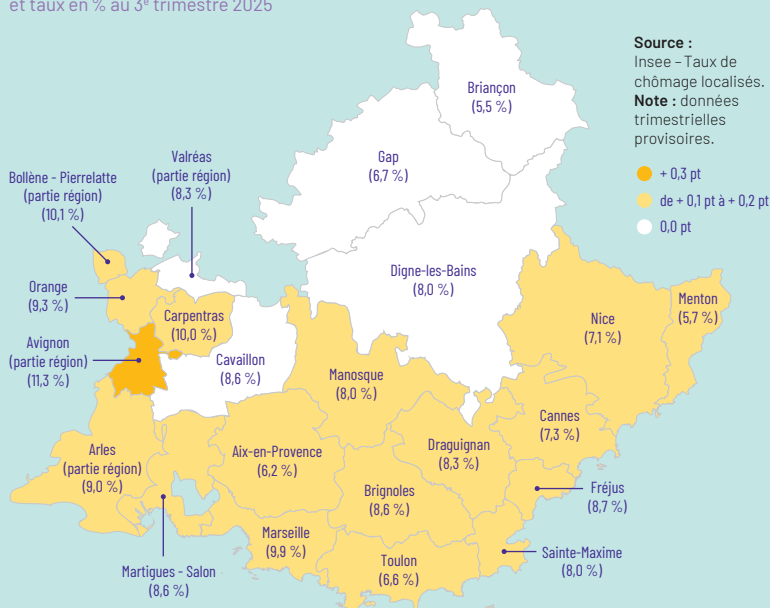 et taux en % au 3e trimestre 2025
Source :
Insee – Taux de
chômage localisés.
Note : données
trimestrielles
provisoires.
+ 0,3 pt
de + 0,1 pt à + 0,2 pt
0,0 pt
Briançon
(5,5 %)
Gap
(6,7 %)
Valréas
(partie région)
(8,3 %)
Bollène - Pierrelatte
(partie région)
(10,1 %)
Digne-les-Bains
(8,0 %)
Orange
(9,3 %)
Carpentras
(10,0 %)
Nice
(7,1 %)
Menton
(5,7 %)
Avignon
(partie région)
(11,3 %)
Cavaillon
(8,6 %)
Manosque
(8,0 %)
Cannes
(7,3 %)
Arles
(partie région)
(9,0 %)
Aix-en-Provence
(6,2 %)
Draguignan
(8,3 %)
Brignoles
(8,6 %)
Fréjus
(8,7 %)
Marseille
(9,9 %)
Toulon
(6,6 %)
Sainte-Maxime
(8,0 %)
Martigues - Salon
(8,6 %)